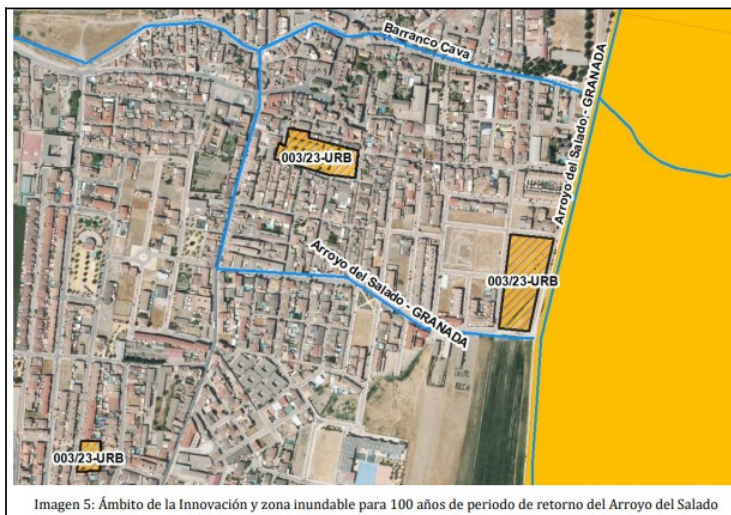 Barranco Cava
Arroyo del Salado - GRANADA
003/23-URB
Arroyo del Salado - GRANADA
003/23-URB
003/23-URB
Imagen 5: Ámbito de la Innovación y zona inundable para 100 años de periodo de retorno del Arroyo del Salado